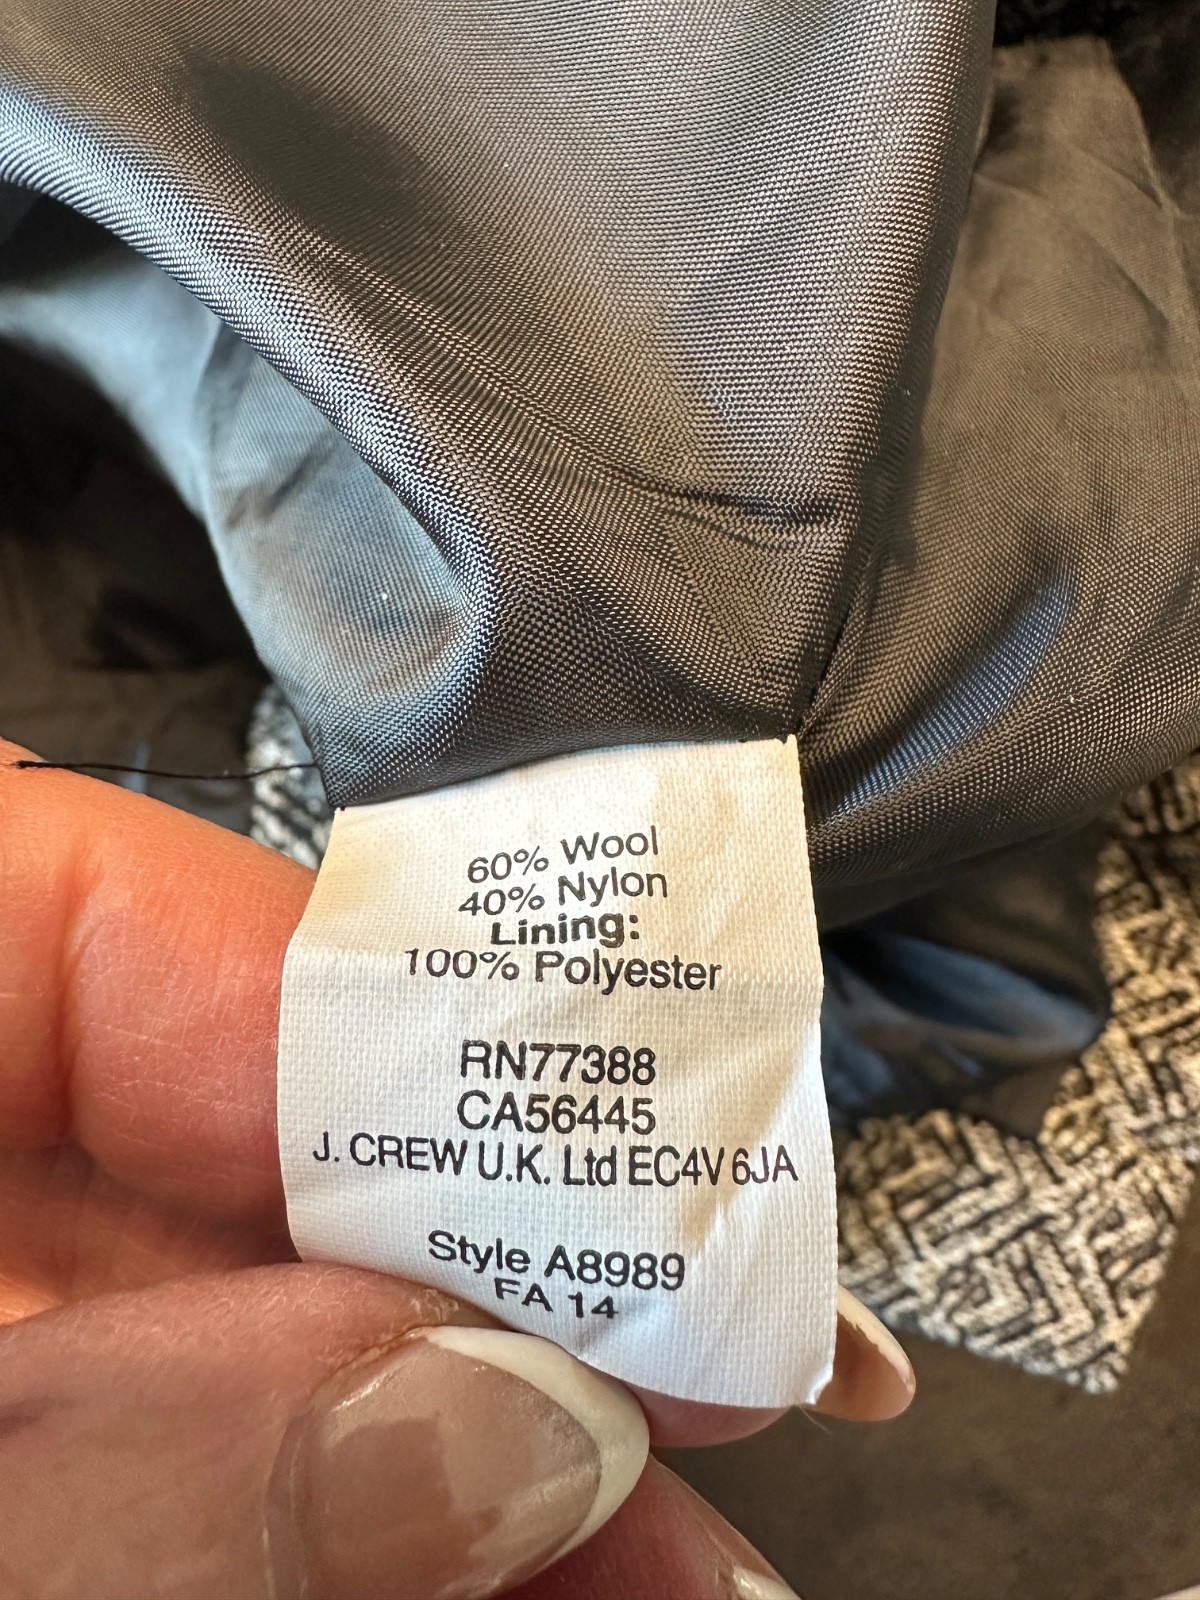 60% Wool
40% Nylon
Lining:
100% Polyester
RN77388
CA56445
J. CREW U.K. Ltd EC4V 6JA
Style A8989
FA 14